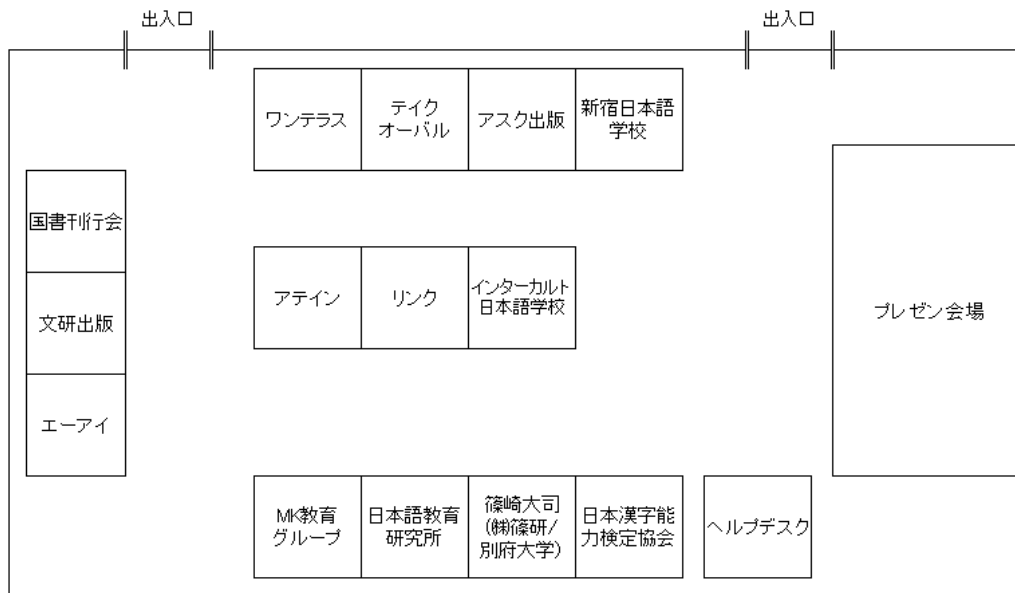 出入口
出入口
ワンテラス
テイク
オーバル
アスク出版
新宿日本語
学校
国書刊行会
文研出版
エーアイ
アテイン
リンク
インターカルト
日本語学校
プレゼン会場
MK教育
グループ
日本語教育
研究所
篠崎大司
(㈱篠研/
別府大学)
日本漢字能
力検定協会
ヘルプデスク